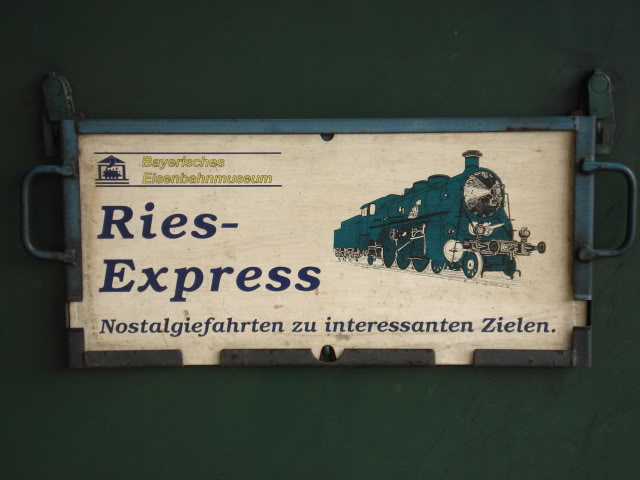 Bayerisches
Eisenbahnmuseum
Ries-
Express
Nostalgiefahrten zu interessanten Zielen.